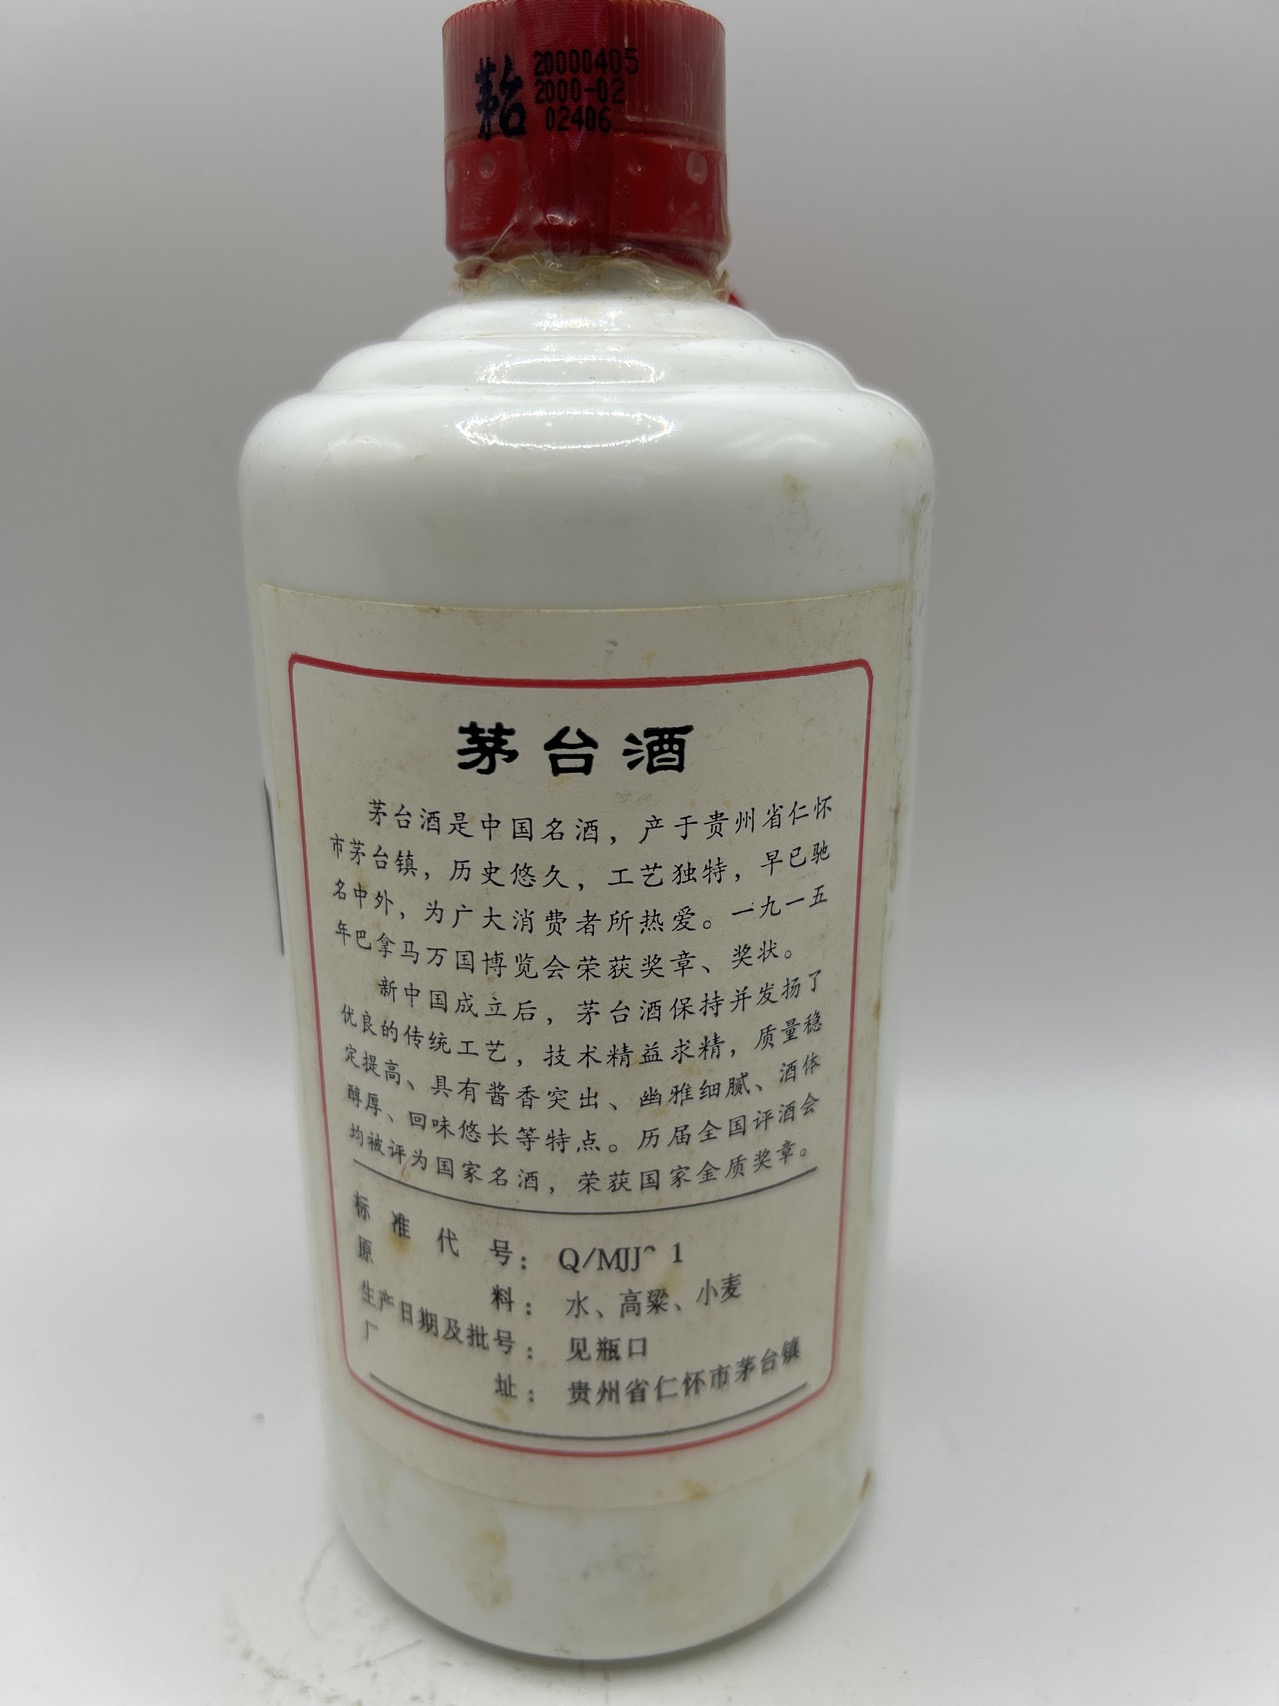 茅台
20000405
2000-02
02406
茅台酒
茅台酒是中国名酒，产于贵州省仁怀
市茅台镇，历史悠久，工艺独特，早已驰
名中外，为广大消费者所热爱。一九一五
年巴拿马万国博览会荣获奖章、奖状。
新中国成立后，茅台酒保持并发扬了
优良的传统工艺，技术精益求精，质量稳
定提高、具有酱香突出、幽雅细腻、酒体
醇厚、回味悠长等特点。历届全国评酒会
均被评为国家名酒，荣获国家金质奖章。
标准代号：Q/MJJ^ 1
原料：水、高粱、小麦
生产日期及批号：见瓶口
厂址：贵州省仁怀市茅台镇